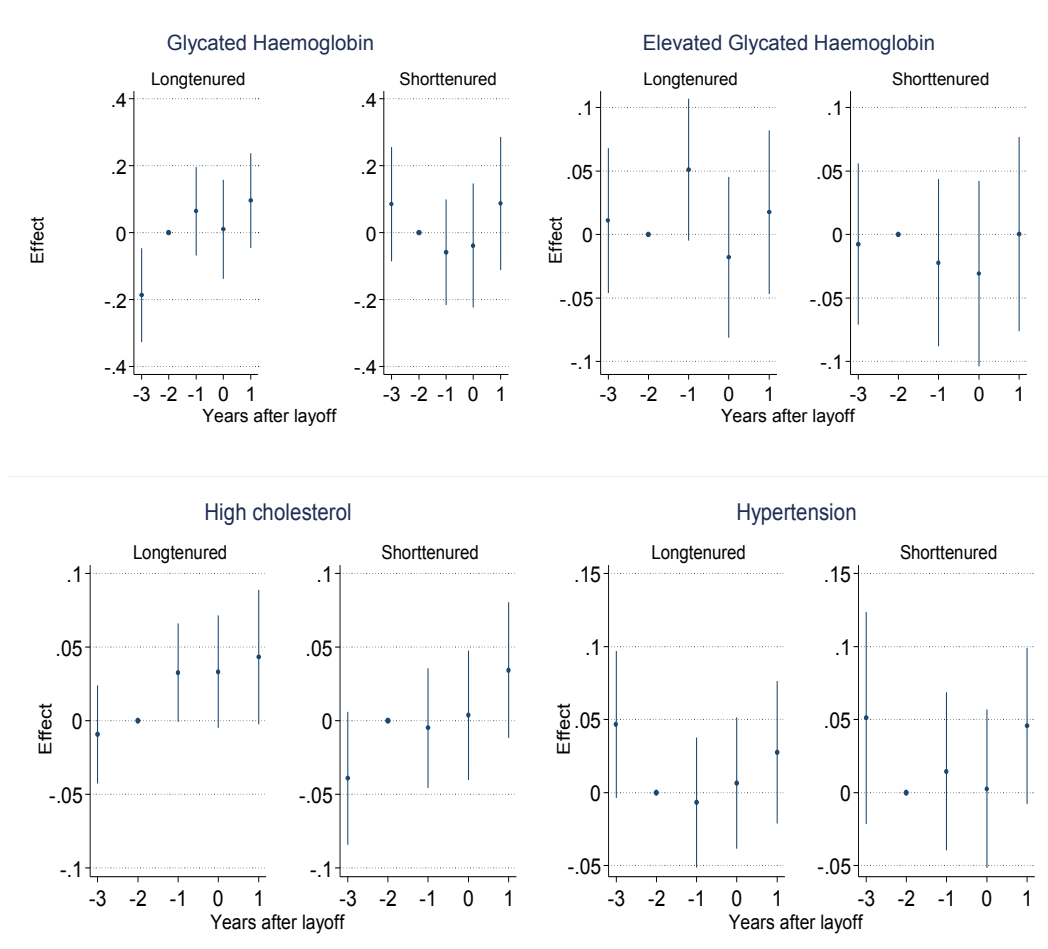 Glycated Haemoglobin
Longtenured
Shorttenured
Effect
.4
.2
0
-.2
-.4
-3 -2 -1 0 1
.4
.2
0
-.2
-.4
-3 -2 -1 0 1
Years after layoff
Elevated Glycated Haemoglobin
Longtenured
Shorttenured
Effect
.1
.05
0
-.05
-.1
-3 -2 -1 0 1
.1
.05
0
-.05
-.1
-3 -2 -1 0 1
Years after layoff
High cholesterol
Longtenured
Shorttenured
Effect
.1
.05
0
-.05
-.1
-3 -2 -1 0 1
.1
.05
0
-.05
-.1
-3 -2 -1 0 1
Years after layoff
Hypertension
Longtenured
Shorttenured
Effect
.15
.1
.05
0
-.05
-3 -2 -1 0 1
.15
.1
.05
0
-.05
-3 -2 -1 0 1
Years after layoff